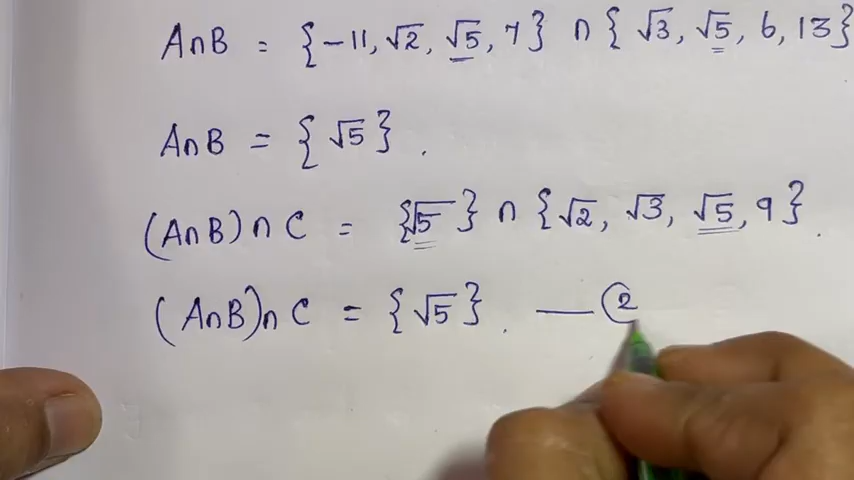 A∩B = {-11, √2, √5, 7} ∩ { √3, √5, 6, 13}
A∩B = { √5 } .
(A∩B)∩ C = {√5 } ∩ {√2, √3, √5, 9} .
(A∩B)∩ C = { √5 } . — ②